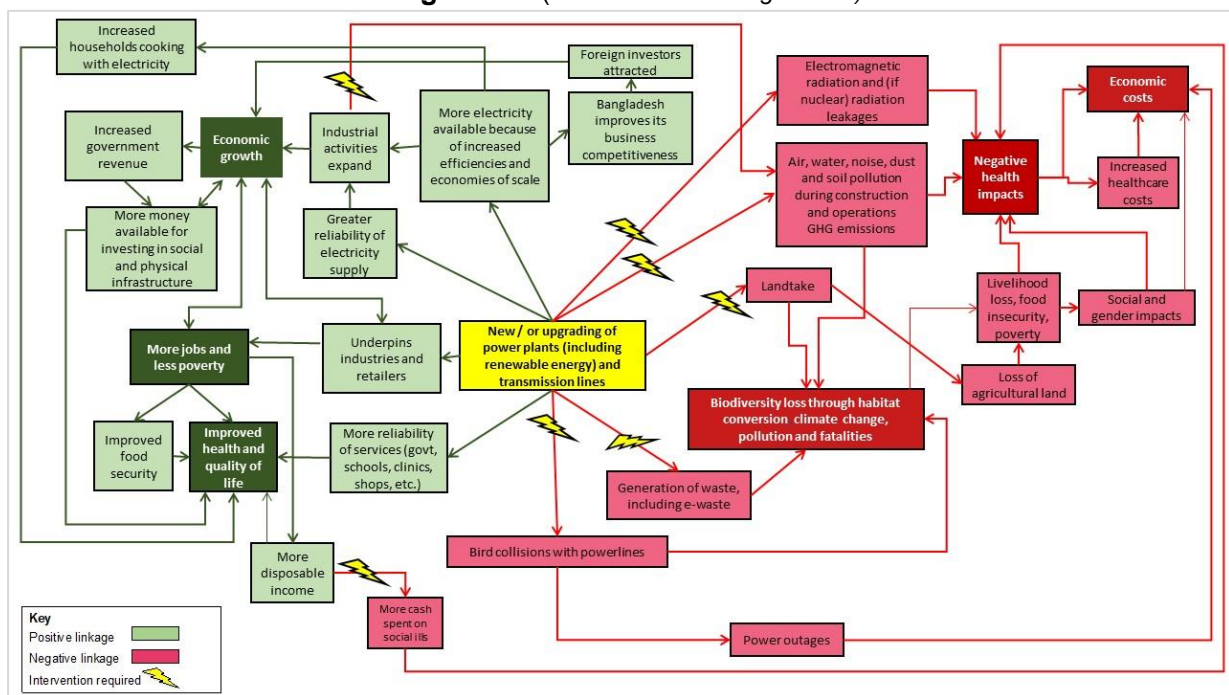 Increased
households cooking
with electricity
Foreign investors
attracted
Electromagnetic
radiation and (if
nuclear) radiation
leakages
Economic
costs
Increased
government
revenue
Economic
growth
Industrial
activities
expand
More electricity
available because
of increased
efficiencies and
economies of scale
Bangladesh
improves its
business
competitiveness
Negative
health
impacts
Increased
healthcare
costs
Air, water, noise, dust
and soil pollution
during construction
and operations
GHG emissions
More money
available for
investing in social
and physical
infrastructure
Greater
reliability of
electricity
supply
Landtake
Livelihood
loss, food
insecurity,
poverty
Social and
gender impacts
More jobs and
less poverty
Underpins
industries and
retailers
New / or upgrading of
power plants (including
renewable energy) and
transmission lines
Loss of
agricultural land
Biodiversity loss through habitat
conversion climate change,
pollution and fatalities
Improved
food
security
Improved
health and
quality of
life
More reliability
of services (govt,
schools, clinics,
shops, etc.)
Generation of waste,
including e-waste
Bird collisions with powerlines
More
disposable
income
More cash
spent on
social ills
Power outages
Key
Positive linkage
Negative linkage
Intervention required